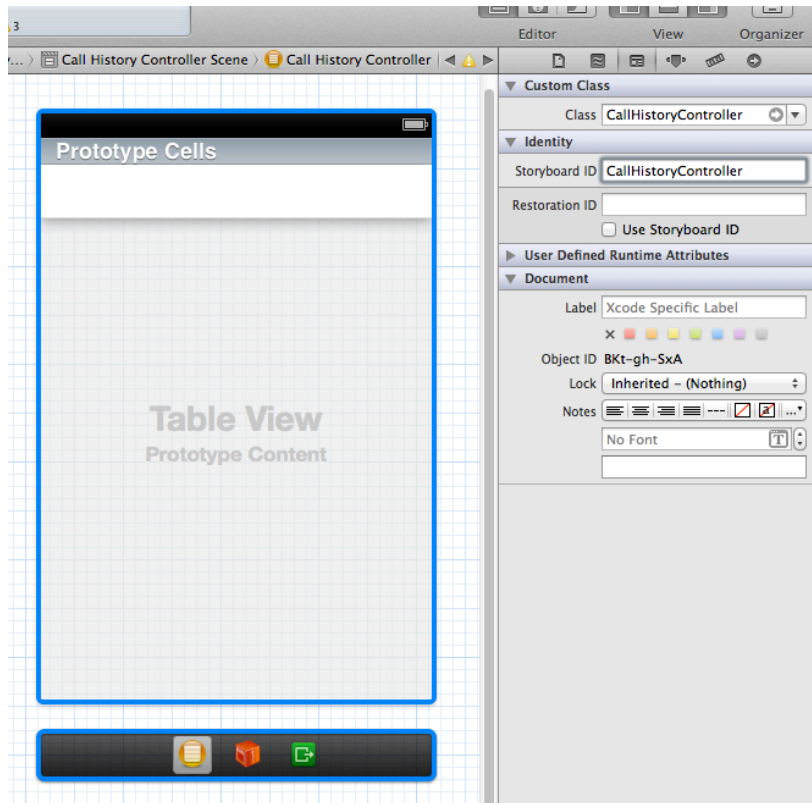 3
Editor View Organizer
...〉 Call History Controller Scene 〉 Call History Controller
Custom Class
Class CallHistoryController
Identity
Storyboard ID CallHistoryController
Restoration ID
Use Storyboard ID
User Defined Runtime Attributes
Document
Label Xcode Specific Label
Object ID BKt-gh-SxA
Lock Inherited - (Nothing)
Notes
No Font
Prototype Cells
Table View
Prototype Content